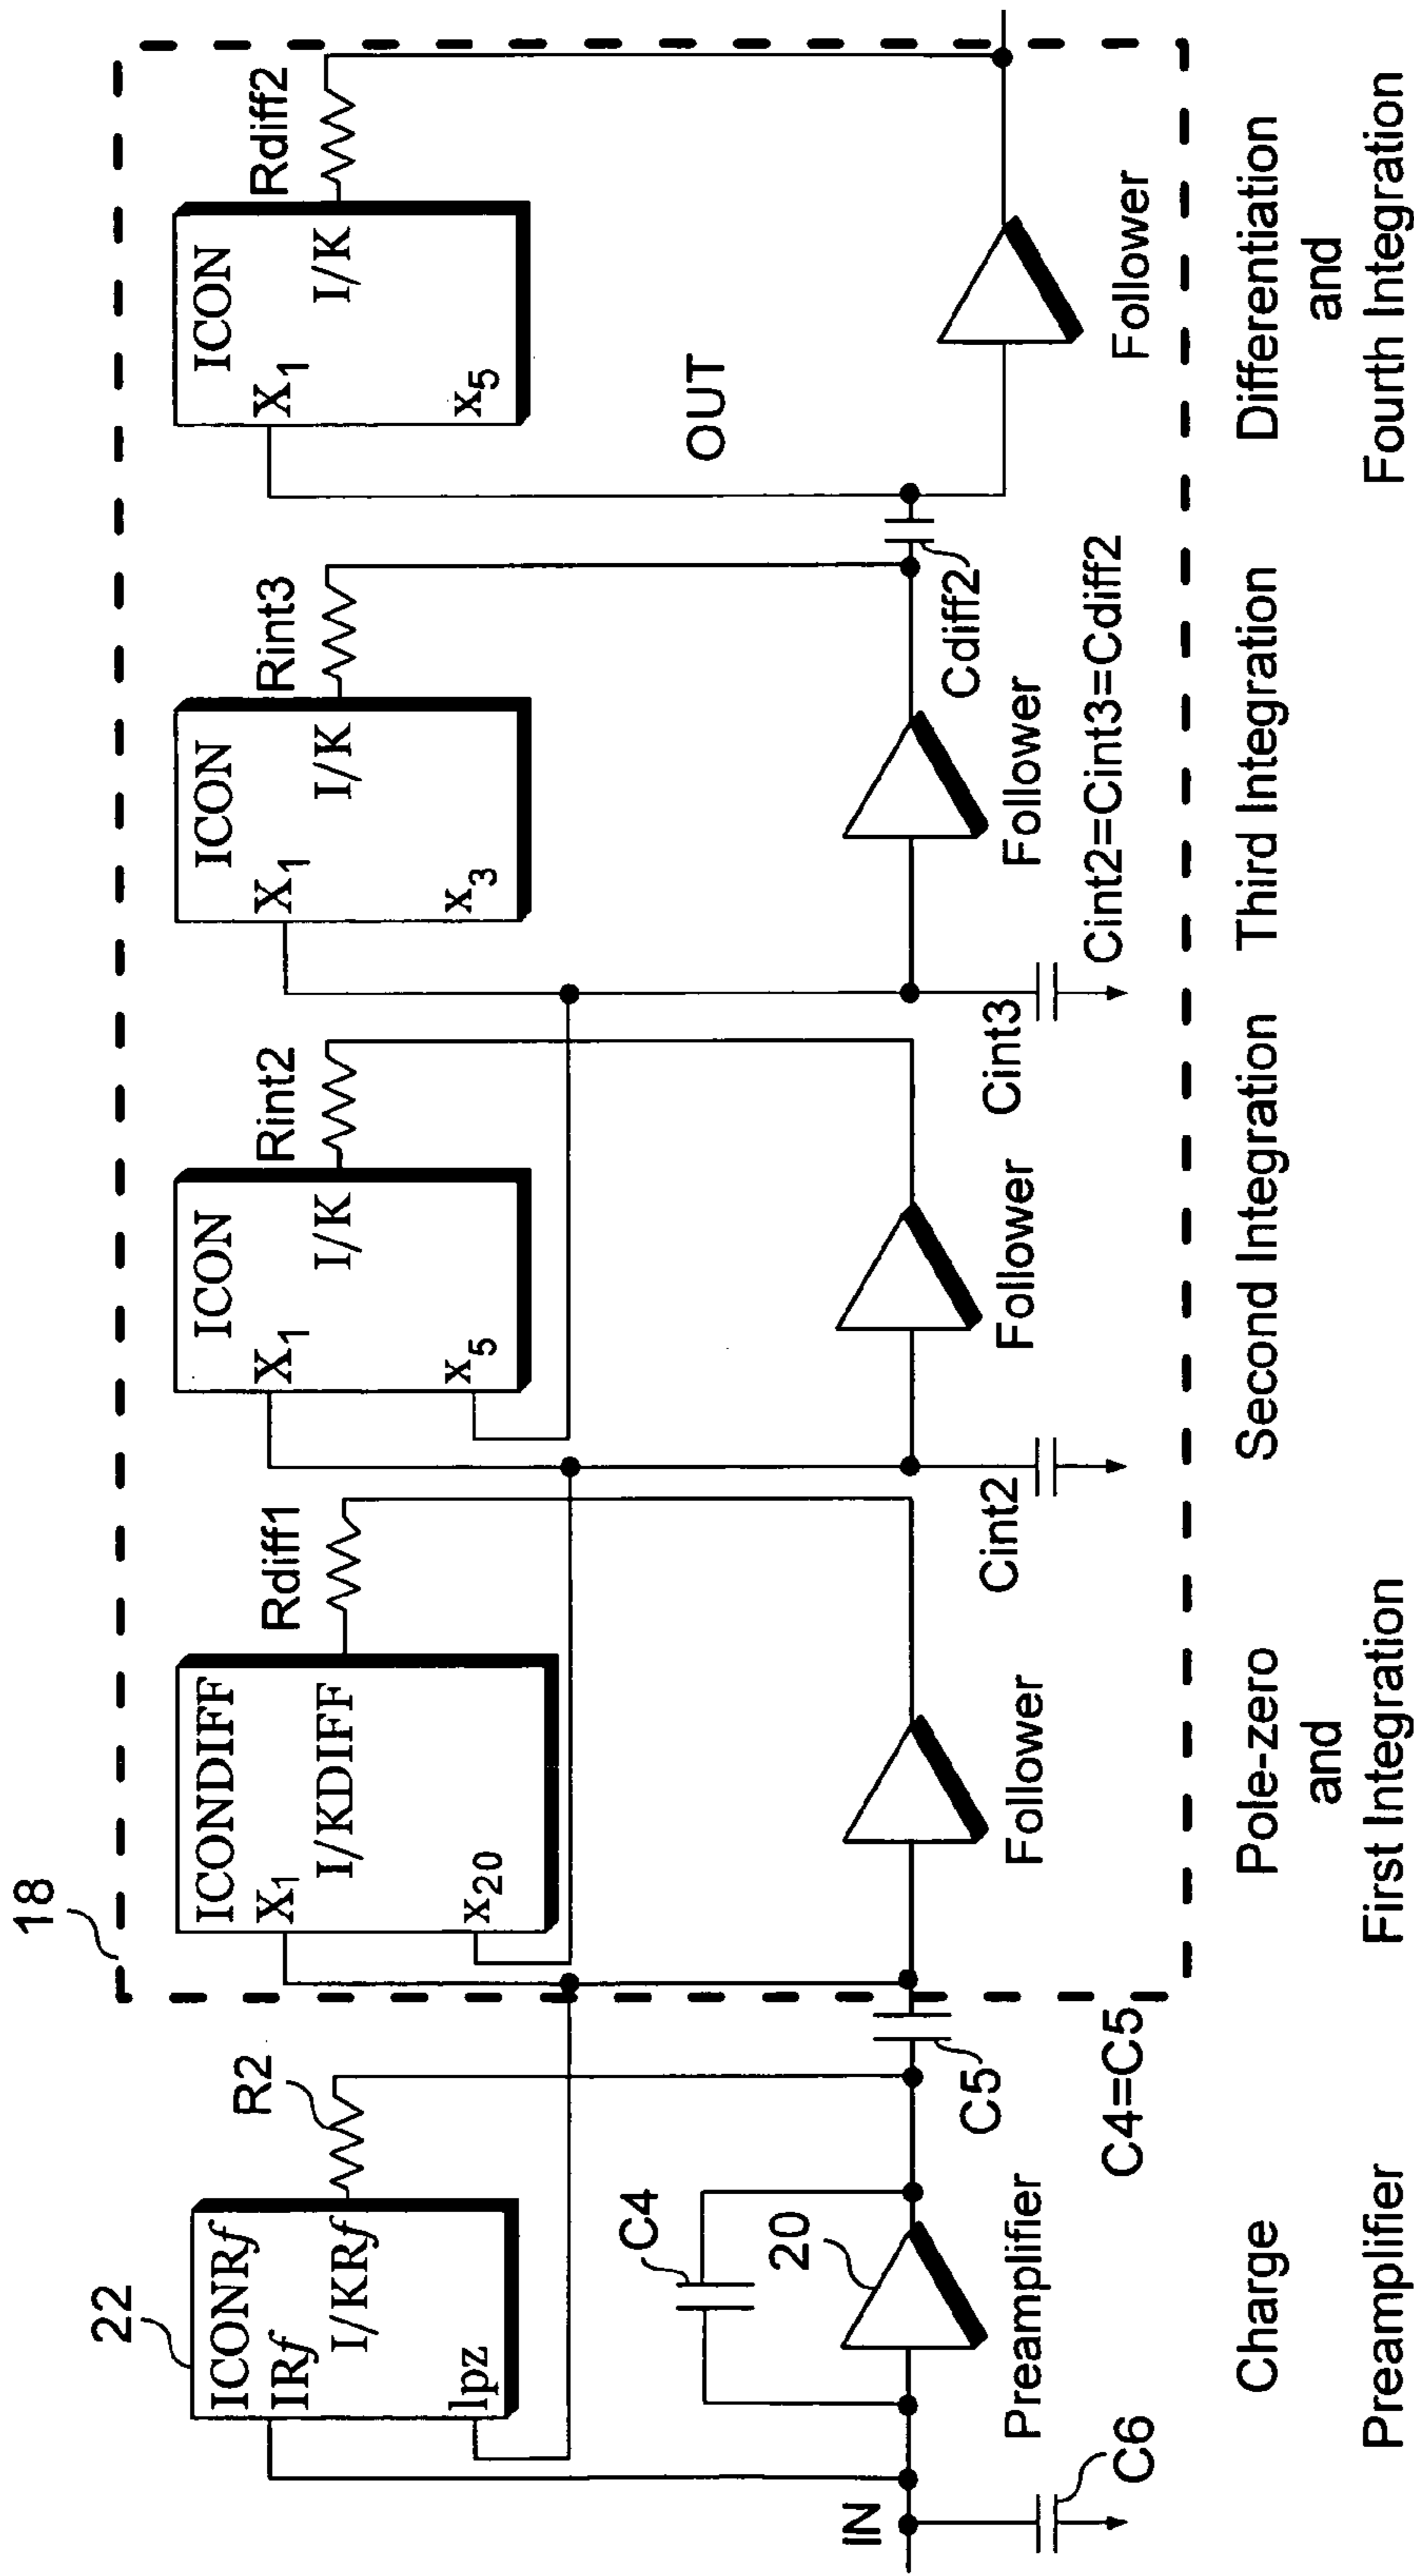 18
22
ICONRf
IRf
I/KRf
lpz
R2
C4
20
Preamplifier
IN
C6
C5
C4=C5
ICONDIFF
X1
I/KDIFF
x20
Rdiff1
Follower
Cint2
ICON
X1
I/K
x5
Rint2
Follower
Cint3
ICON
X1
I/K
x3
Rint3
Follower
Cdiff2
Cint2=Cint3=Cdiff2
ICON
X1
I/K
x5
Rdiff2
OUT
Follower
Charge
Preamplifier
Pole-zero
and
First Integration
Second Integration
Third Integration
Differentiation
and
Fourth Integration